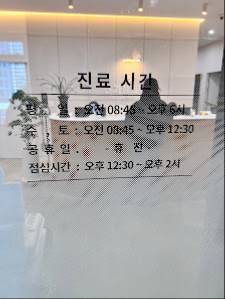 진료 시간
평 일 : 오전 08:45 ~ 오후 6시
수 , 토 : 오전 08:45 ~ 오후 12:30
공 휴 일 : 휴 진
점심시간 : 오후 12:30 ~ 오후 2시